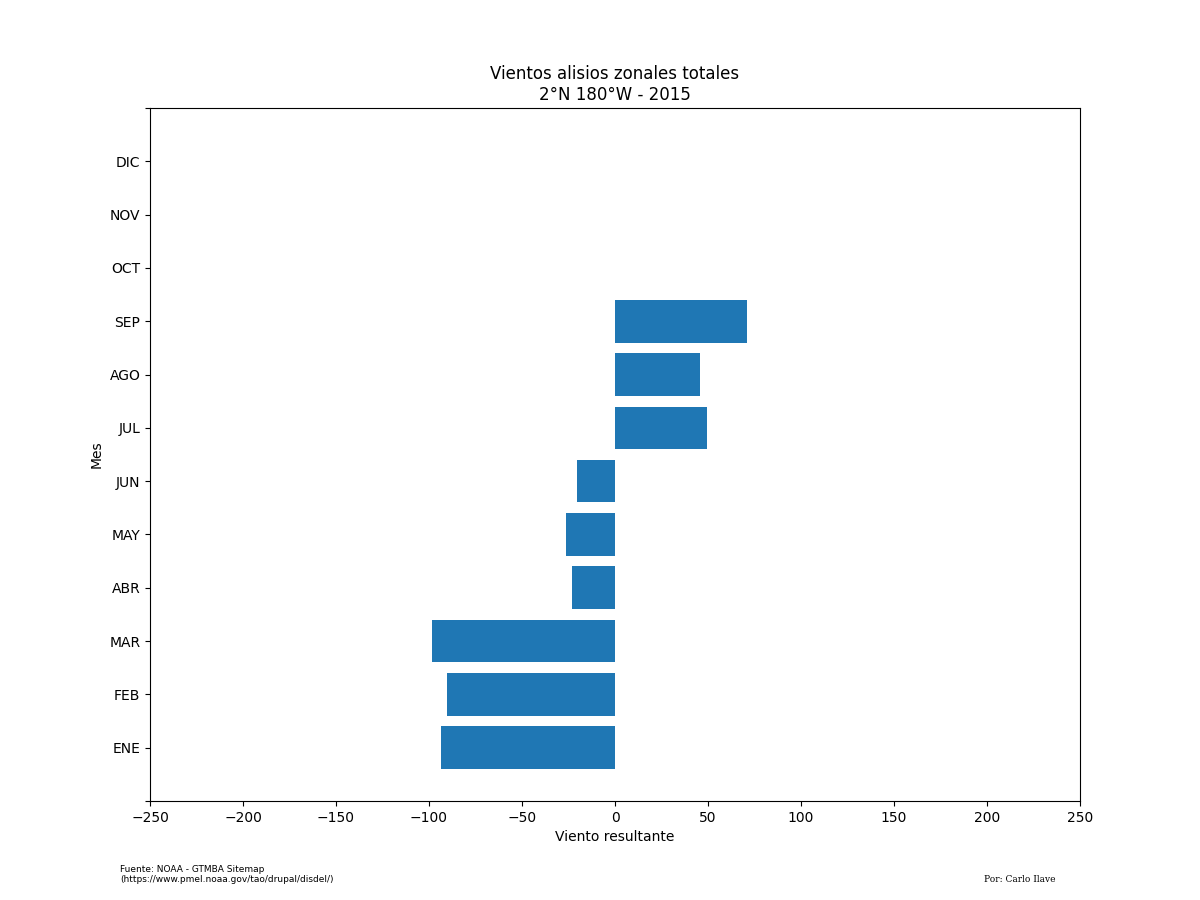 Vientos alisios zonales totales
2°N 180°W - 2015
DIC
NOV
OCT
SEP
AGO
JUL
JUN
MAY
ABR
MAR
FEB
ENE
Mes
−250 −200 −150 −100 −50 0 50 100 150 200 250
Viento resultante
Fuente: NOAA - GTMBA Sitemap
(https://www.pmel.noaa.gov/tao/drupal/disdel/)
Por: Carlo Ilave